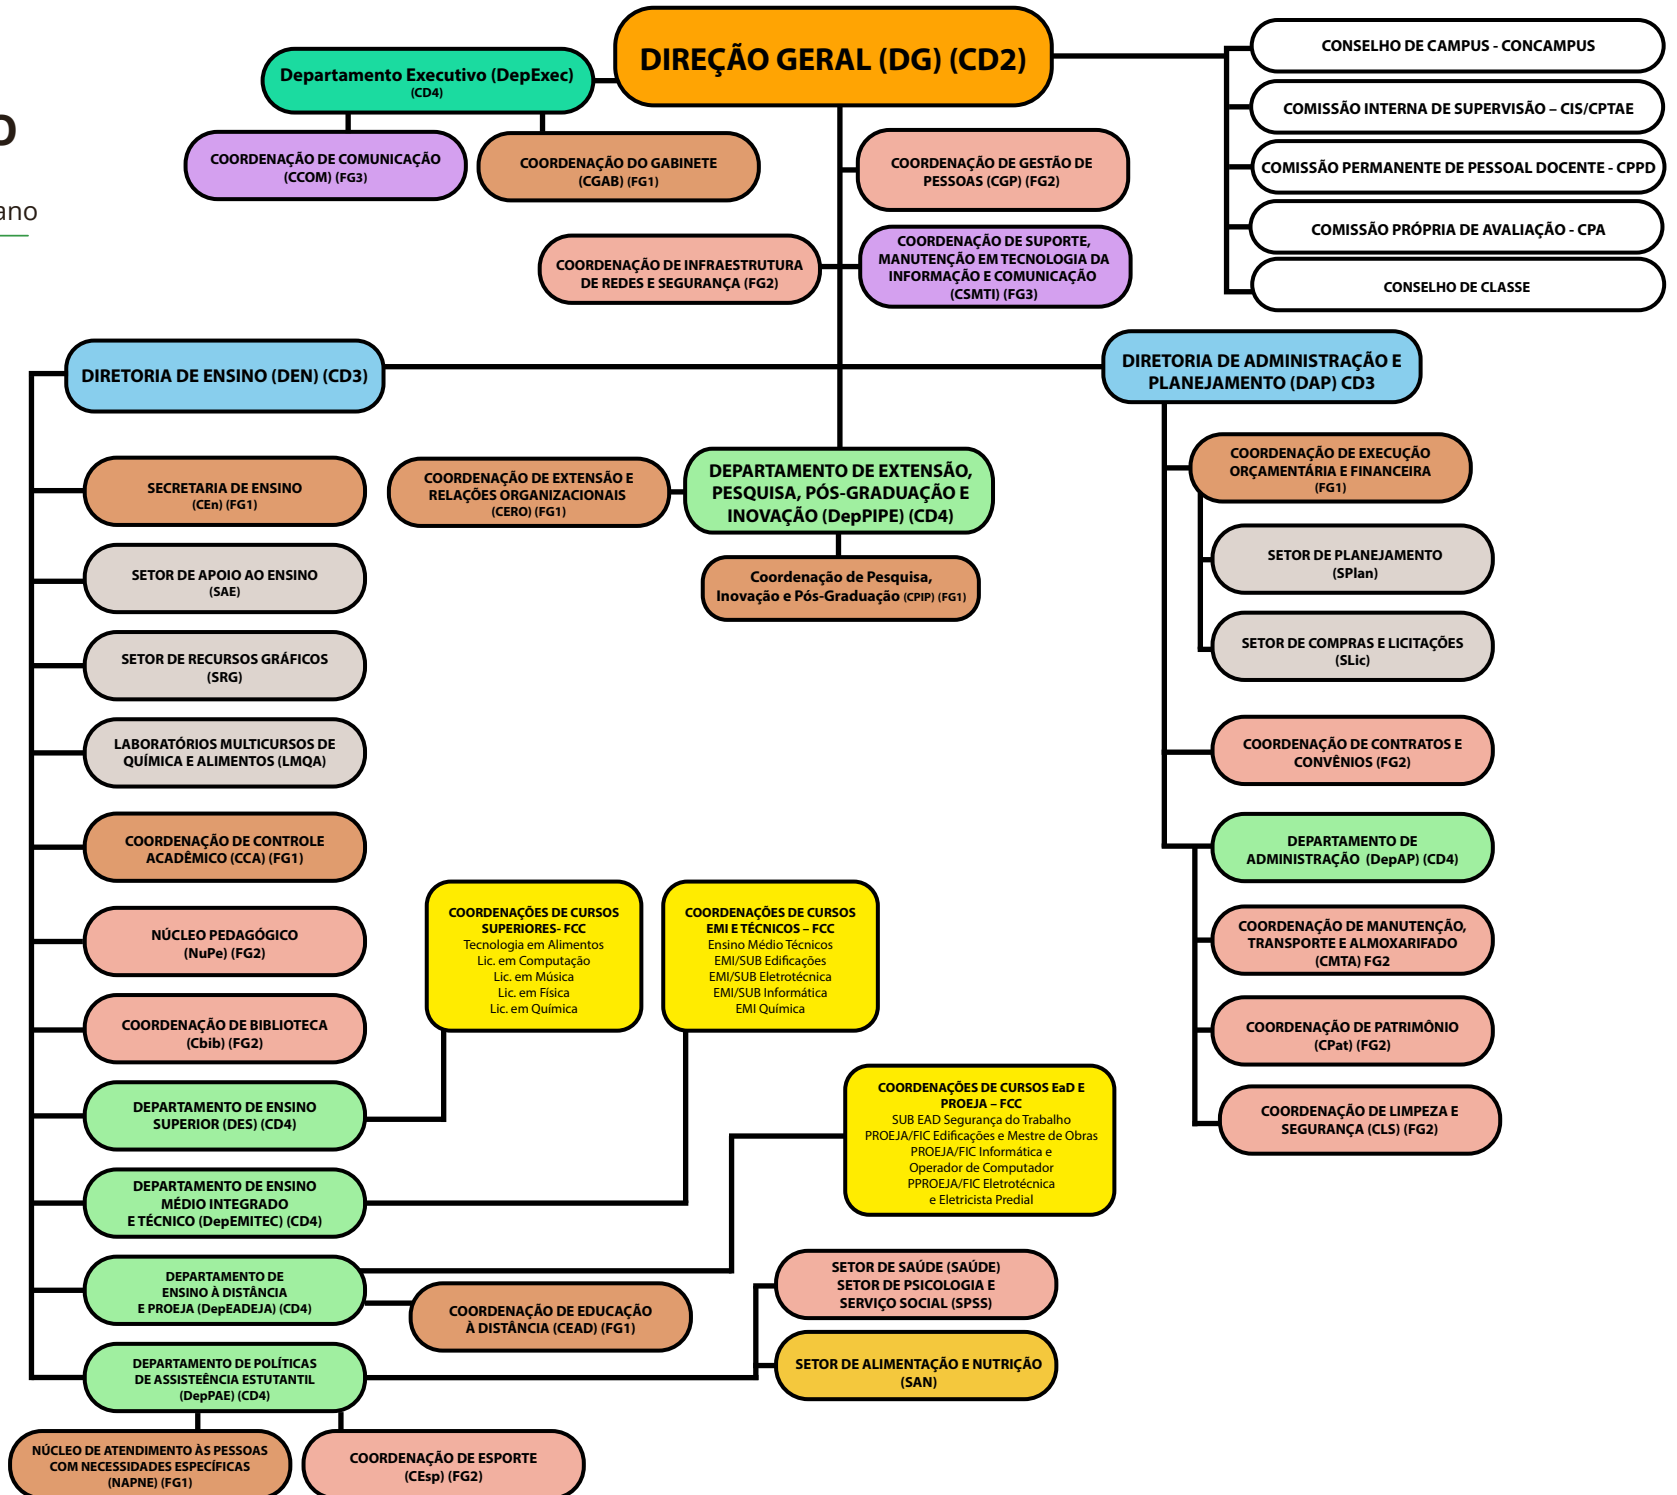 DIREÇÃO GERAL (DG) (CD2)
Departamento Executivo (DepExec)
(CD4)
COORDENAÇÃO DE COMUNICAÇÃO
(CCOM) (FG3)
COORDENAÇÃO DO GABINETE
(CGAB) (FG1)
o
ano
CONSELHO DE CAMPUS - CONCAMPUS
COMISSÃO INTERNA DE SUPERVISÃO – CIS/CPTAE
COMISSÃO PERMANENTE DE PESSOAL DOCENTE - CPPD
COMISSÃO PRÓPRIA DE AVALIAÇÃO - CPA
CONSELHO DE CLASSE
COORDENAÇÃO DE GESTÃO DE
PESSOAS (CGP) (FG2)
COORDENAÇÃO DE INFRAESTRUTURA
DE REDES E SEGURANÇA (FG2)
COORDENAÇÃO DE SUPORTE,
MANUTENÇÃO EM TECNOLOGIA DA
INFORMAÇÃO E COMUNICAÇÃO
(CSMTI) (FG3)
DIRETORIA DE ENSINO (DEN) (CD3)
DIRETORIA DE ADMINISTRAÇÃO E
PLANEJAMENTO (DAP) CD3
COORDENAÇÃO DE EXTENSÃO E
RELAÇÕES ORGANIZACIONAIS
(CERO) (FG1)
DEPARTAMENTO DE EXTENSÃO,
PESQUISA, PÓS-GRADUAÇÃO E
INOVAÇÃO (DepPIPE) (CD4)
Coordenação de Pesquisa,
Inovação e Pós-Graduação (CPIP) (FG1)
SECRETARIA DE ENSINO
(CEn) (FG1)
SETOR DE APOIO AO ENSINO
(SAE)
SETOR DE RECURSOS GRÁFICOS
(SRG)
LABORATÓRIOS MULTICURSOS DE
QUÍMICA E ALIMENTOS (LMQA)
COORDENAÇÃO DE CONTROLE
ACADÊMICO (CCA) (FG1)
NÚCLEO PEDAGÓGICO
(NuPe) (FG2)
COORDENAÇÃO DE BIBLIOTECA
(Cbib) (FG2)
DEPARTAMENTO DE ENSINO
SUPERIOR (DES) (CD4)
DEPARTAMENTO DE ENSINO
MÉDIO INTEGRADO
E TÉCNICO (DepEMITEC) (CD4)
DEPARTAMENTO DE
ENSINO À DISTÂNCIA
E PROEJA (DepEADEJA) (CD4)
DEPARTAMENTO DE POLÍTICAS
DE ASSISTEÊNCIA ESTUTANTIL
(DepPAE) (CD4)
NÚCLEO DE ATENDIMENTO ÀS PESSOAS
COM NECESSIDADES ESPECÍFICAS
(NAPNE) (FG1)
COORDENAÇÃO DE ESPORTE
(CEsp) (FG2)
COORDENAÇÕES DE CURSOS
SUPERIORES- FCC
Tecnologia em Alimentos
Lic. em Computação
Lic. em Música
Lic. em Física
Lic. em Química
COORDENAÇÕES DE CURSOS
EMI E TÉCNICOS – FCC
Ensino Médio Técnicos
EMI/SUB Edificações
EMI/SUB Eletrotécnica
EMI/SUB Informática
EMI Química
COORDENAÇÕES DE CURSOS EaD E
PROEJA – FCC
SUB EAD Segurança do Trabalho
PROEJA/FIC Edificações e Mestre de Obras
PROEJA/FIC Informática e
Operador de Computador
PPROEJA/FIC Eletrotécnica
e Eletricista Predial
COORDENAÇÃO DE EDUCAÇÃO
À DISTÂNCIA (CEAD) (FG1)
SETOR DE SAÚDE (SAÚDE)
SETOR DE PSICOLOGIA E
SERVIÇO SOCIAL (SPSS)
SETOR DE ALIMENTAÇÃO E NUTRIÇÃO
(SAN)
COORDENAÇÃO DE EXECUÇÃO
ORÇAMENTÁRIA E FINANCEIRA
(FG1)
SETOR DE PLANEJAMENTO
(SPlan)
SETOR DE COMPRAS E LICITAÇÕES
(SLic)
COORDENAÇÃO DE CONTRATOS E
CONVÊNIOS (FG2)
DEPARTAMENTO DE
ADMINISTRAÇÃO (DepAP) (CD4)
COORDENAÇÃO DE MANUTENÇÃO,
TRANSPORTE E ALMOXARIFADO
(CMTA) FG2
COORDENAÇÃO DE PATRIMÔNIO
(CPat) (FG2)
COORDENAÇÃO DE LIMPEZA E
SEGURANÇA (CLS) (FG2)